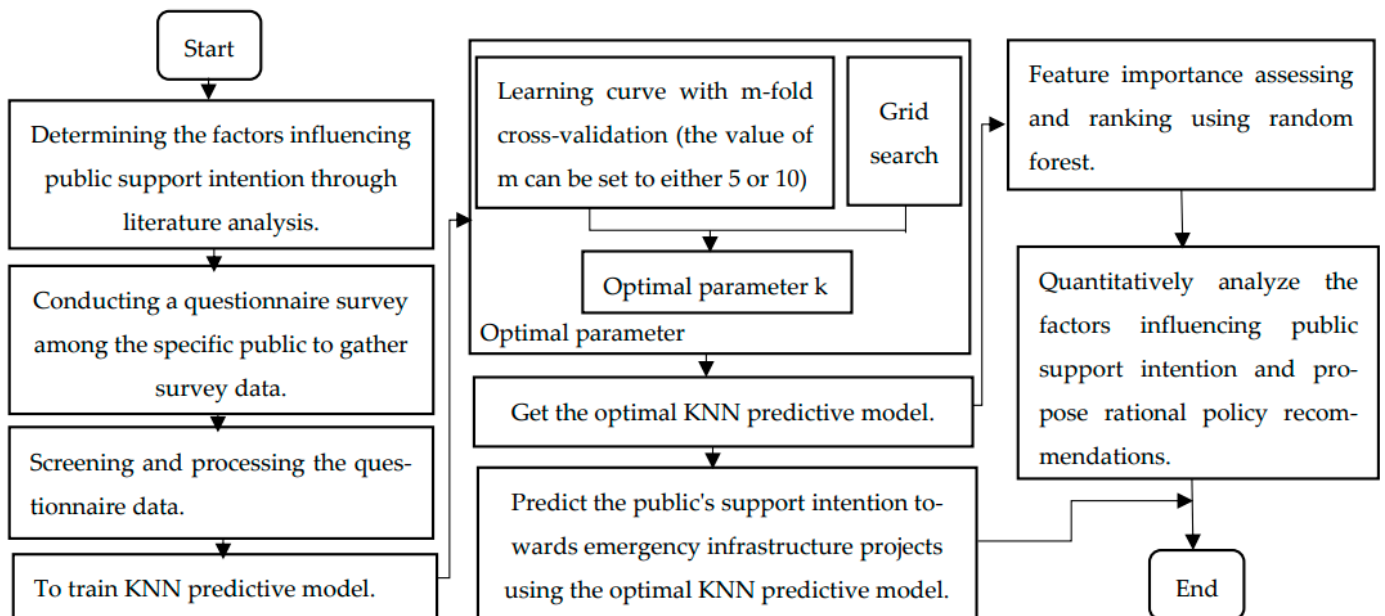 Start
Determining the factors influencing
public support intention through
literature analysis.
Conducting a questionnaire survey
among the specific public to gather
survey data.
Screening and processing the ques-
tionnaire data.
To train KNN predictive model.
Learning curve with m-fold
cross-validation (the value of
m can be set to either 5 or 10)
Grid
search
Optimal parameter k
Optimal parameter
Get the optimal KNN predictive model.
Predict the public's support intention to-
wards emergency infrastructure projects
using the optimal KNN predictive model.
Feature importance assessing
and ranking using random
forest.
Quantitatively analyze the
factors influencing public
support intention and pro-
pose rational policy recom-
mendations.
End